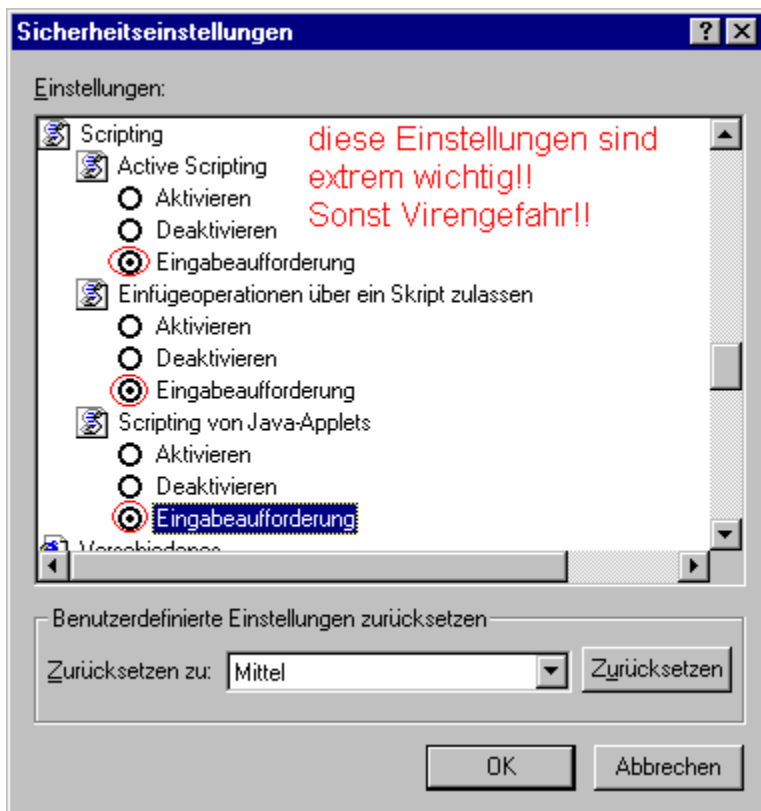 Sicherheitseinstellungen
Einstellungen:
Scripting
diese Einstellungen sind
extrem wichtig!!
Sonst Virengefahr!!
Active Scripting
Aktivieren
Deaktivieren
Eingabeaufforderung
Einfügeoperationen über ein Skript zulassen
Aktivieren
Deaktivieren
Eingabeaufforderung
Scripting von Java-Applets
Aktivieren
Deaktivieren
Eingabeaufforderung
Verschiedenes
Benutzerdefinierte Einstellungen zurücksetzen
Zurücksetzen zu: Mittel Zurücksetzen
OK Abbrechen